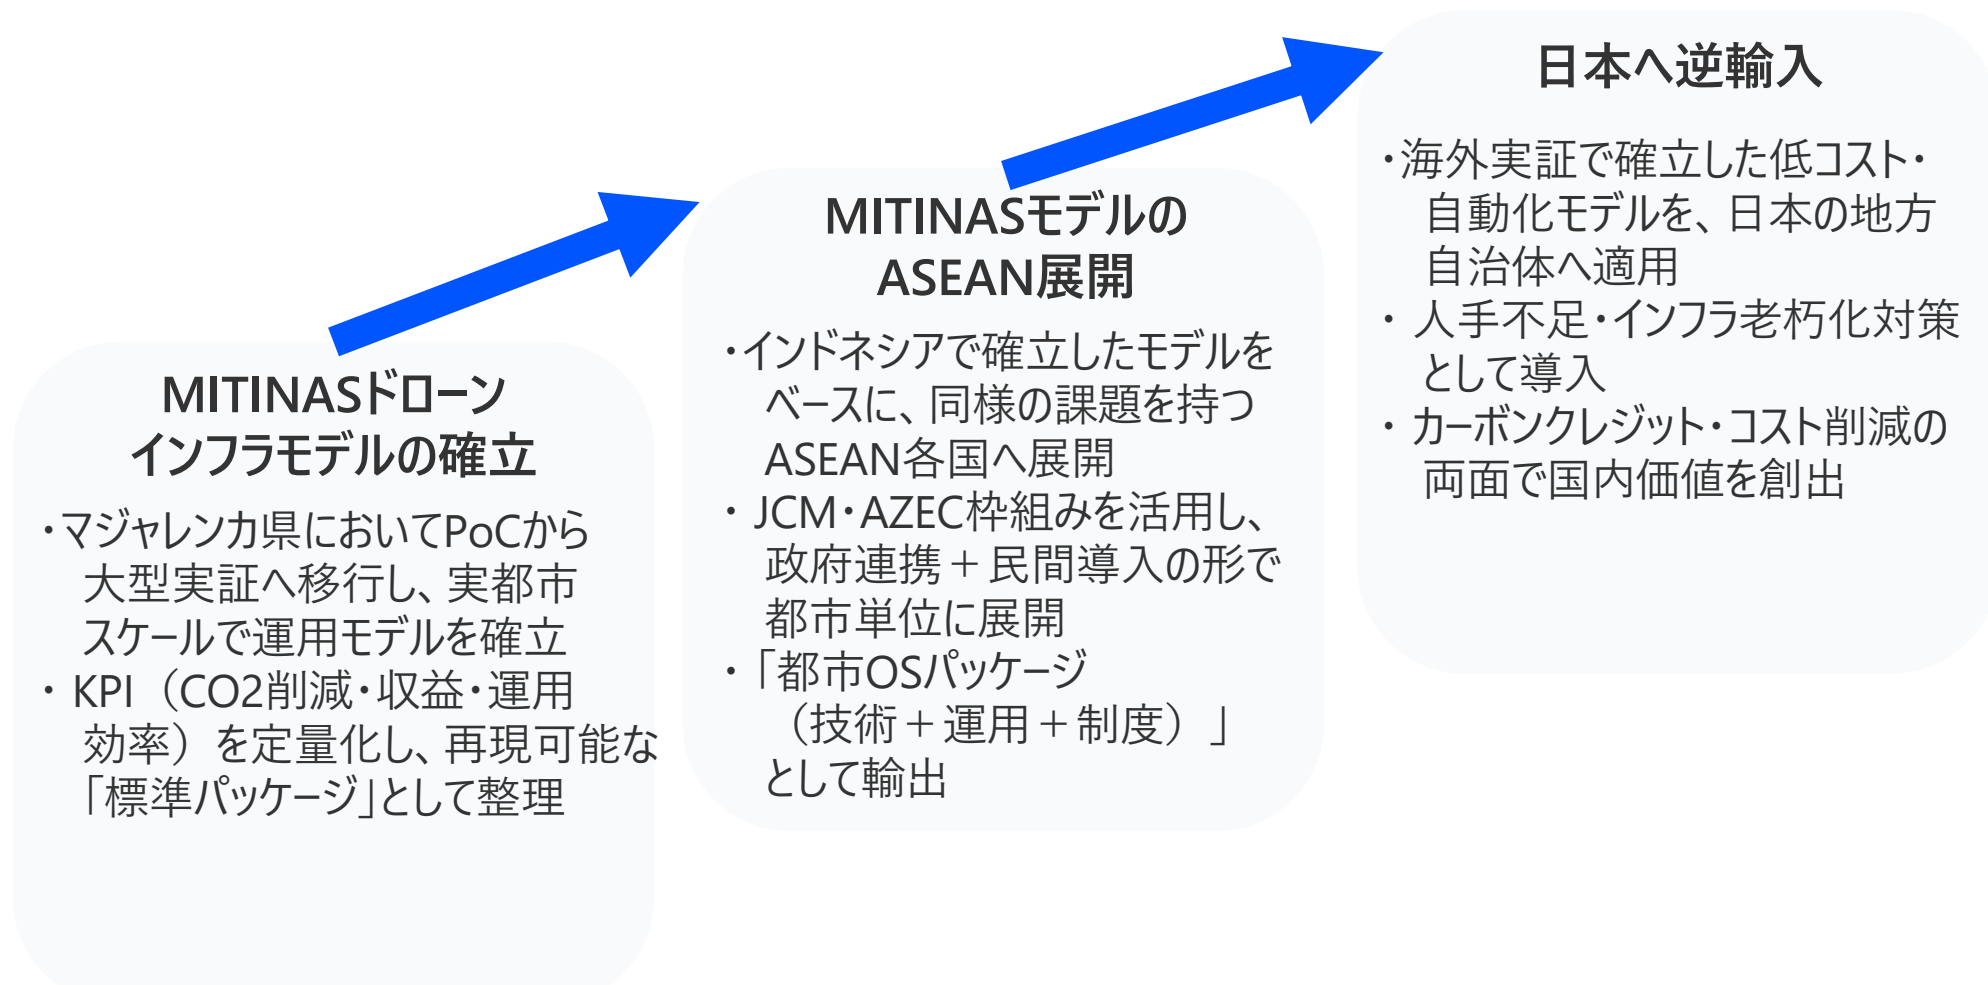 MITINASドローン
インフラモデルの確立
・マジャレンカ県においてPoCから
大型実証へ移行し、実都市
スケールで運用モデルを確立
・ KPI（CO2削減・収益・運用
効率）を定量化し、再現可能な
「標準パッケージ」として整理
MITINASモデルの
ASEAN展開
・インドネシアで確立したモデルを
ベースに、同様の課題を持つ
ASEAN各国へ展開
・ JCM・AZEC枠組みを活用し、
政府連携＋民間導入の形で
都市単位に展開
・「都市OSパッケージ
（技術＋運用＋制度）」
として輸出
日本へ逆輸入
・海外実証で確立した低コスト・
自動化モデルを、日本の地方
自治体へ適用
・ 人手不足・インフラ老朽化対策
として導入
・ カーボンクレジット・コスト削減の
両面で国内価値を創出